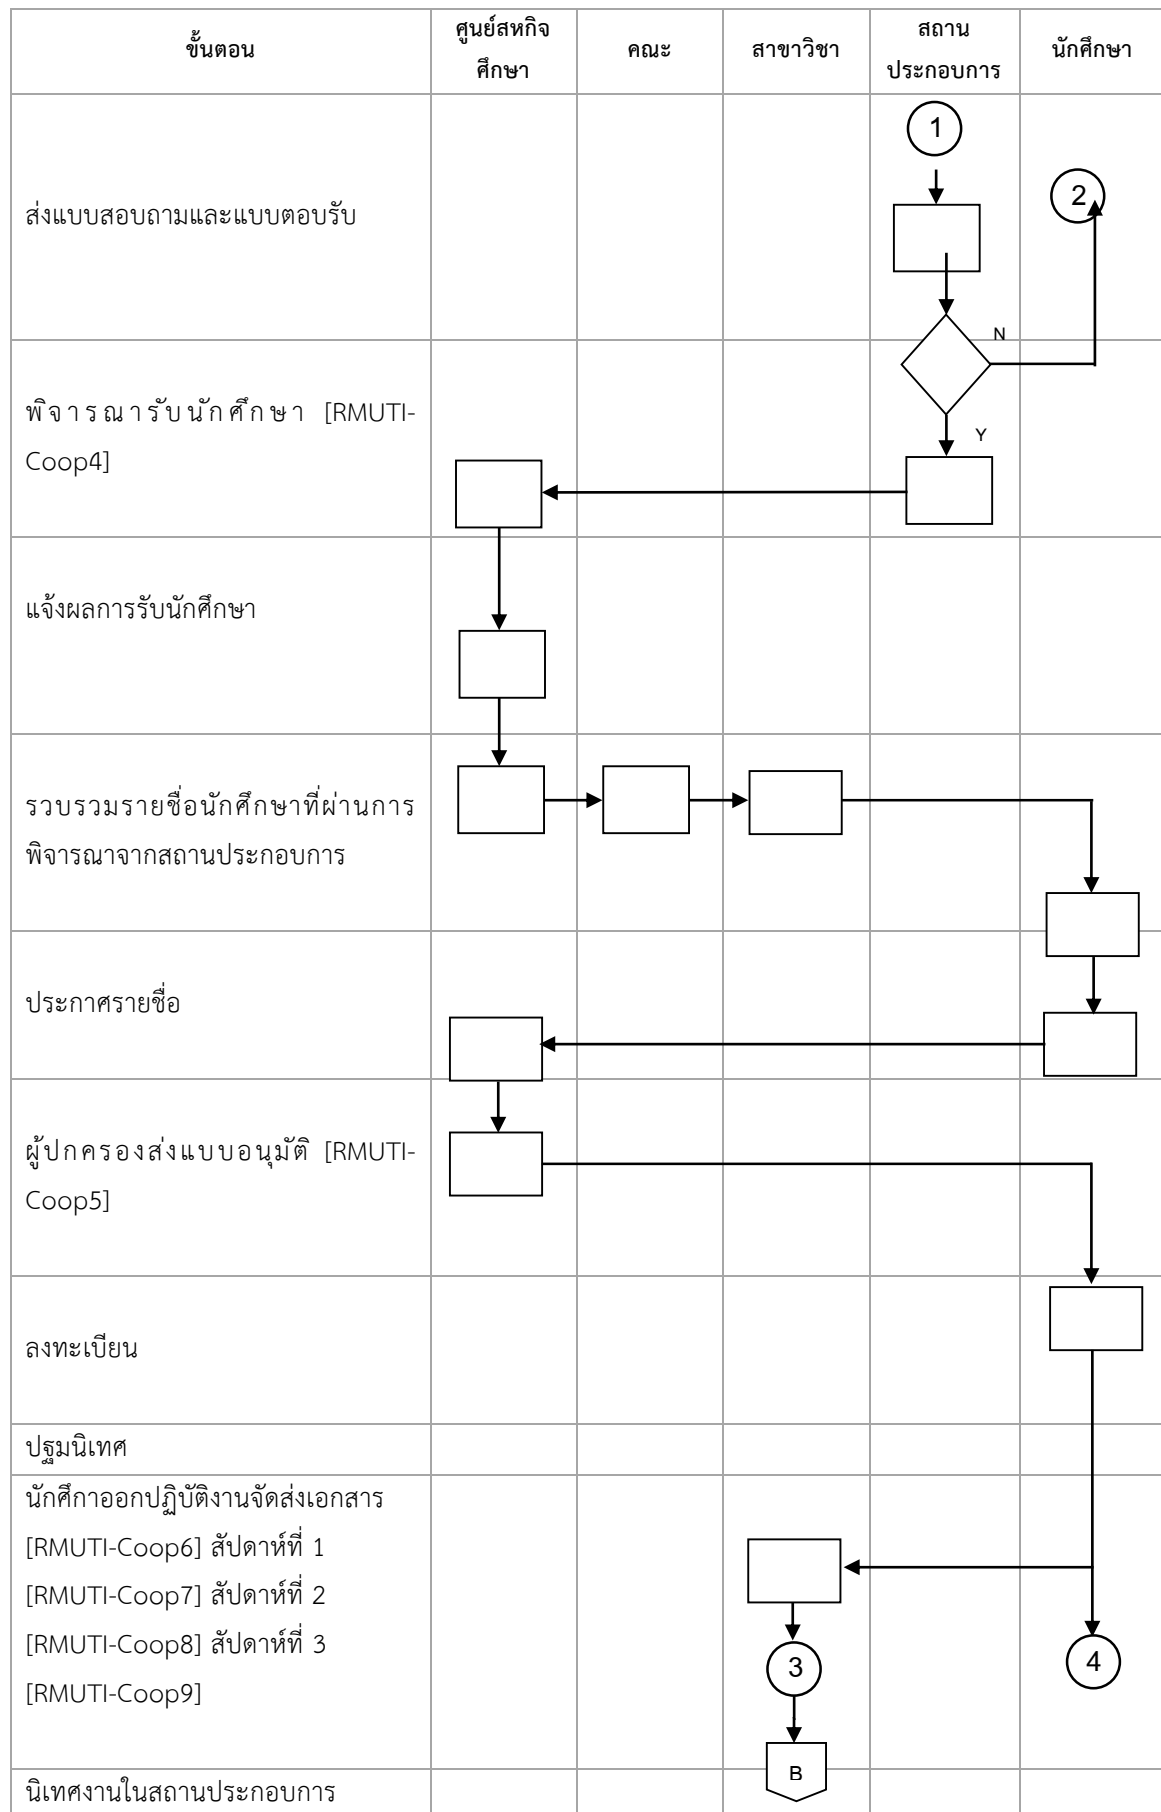 ขั้นตอน
ศูนย์สหกิจ
ศึกษา
คณะ
สาขาวิชา
สถาน
ประกอบการ
นักศึกษา
1
ส่งแบบสอบถามและแบบตอบรับ
2
N
พิจารณารับนักศึกษา [RMUTI-
Coop4]
Y
แจ้งผลการรับนักศึกษา
รวบรวมรายชื่อนักศึกษาที่ผ่านการ
พิจารณาจากสถานประกอบการ
ประกาศรายชื่อ
ผู้ปกครองส่งแบบอนุมัติ [RMUTI-
Coop5]
ลงทะเบียน
ปฐมนิเทศ
นักศึกาออกปฏิบัติงานจัดส่งเอกสาร
[RMUTI-Coop6] สัปดาห์ที่ 1
[RMUTI-Coop7] สัปดาห์ที่ 2
[RMUTI-Coop8] สัปดาห์ที่ 3
[RMUTI-Coop9]
3
4
B
นิเทศงานในสถานประกอบการ